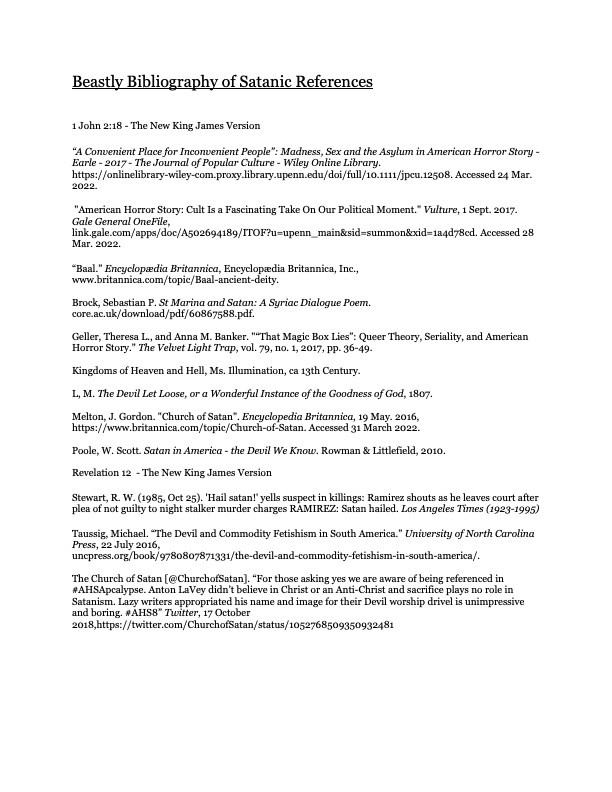 Beastly Bibliography of Satanic References
1 John 2:18 - The New King James Version
“A Convenient Place for Inconvenient People”: Madness, Sex and the Asylum in American Horror Story -
Earle - 2017 - The Journal of Popular Culture - Wiley Online Library.
https://onlinelibrary-wiley-com.proxy.library.upenn.edu/doi/full/10.1111/jpcu.12508. Accessed 24 Mar.
2022.
"American Horror Story: Cult Is a Fascinating Take On Our Political Moment." Vulture, 1 Sept. 2017.
Gale General OneFile,
link.gale.com/apps/doc/A502694189/ITOF?u=upenn_main&sid=summon&xid=1a4d78cd. Accessed 28
Mar. 2022.
“Baal.” Encyclopædia Britannica, Encyclopædia Britannica, Inc.,
www.britannica.com/topic/Baal-ancient-deity.
Brock, Sebastian P. St Marina and Satan: A Syriac Dialogue Poem.
core.ac.uk/download/pdf/60867588.pdf.
Geller, Theresa L., and Anna M. Banker. "“That Magic Box Lies”: Queer Theory, Seriality, and American
Horror Story." The Velvet Light Trap, vol. 79, no. 1, 2017, pp. 36-49.
Kingdoms of Heaven and Hell, Ms. Illumination, ca 13th Century.
L, M. The Devil Let Loose, or a Wonderful Instance of the Goodness of God, 1807.
Melton, J. Gordon. "Church of Satan". Encyclopedia Britannica, 19 May. 2016,
https://www.britannica.com/topic/Church-of-Satan. Accessed 31 March 2022.
Poole, W. Scott. Satan in America - the Devil We Know. Rowman & Littlefield, 2010.
Revelation 12  - The New King James Version
Stewart, R. W. (1985, Oct 25). 'Hail satan!' yells suspect in killings: Ramirez shouts as he leaves court after
plea of not guilty to night stalker murder charges RAMIREZ: Satan hailed. Los Angeles Times (1923-1995)
Taussig, Michael. “The Devil and Commodity Fetishism in South America.” University of North Carolina
Press, 22 July 2016,
uncpress.org/book/9780807871331/the-devil-and-commodity-fetishism-in-south-america/.
The Church of Satan [@ChurchofSatan]. “For those asking yes we are aware of being referenced in
#AHSApcalypse. Anton LaVey didn’t believe in Christ or an Anti-Christ and sacrifice plays no role in
Satanism. Lazy writers appropriated his name and image for their Devil worship drivel is unimpressive
and boring. #AHS8” Twitter, 17 October
2018,https://twitter.com/ChurchofSatan/status/1052768509350932481